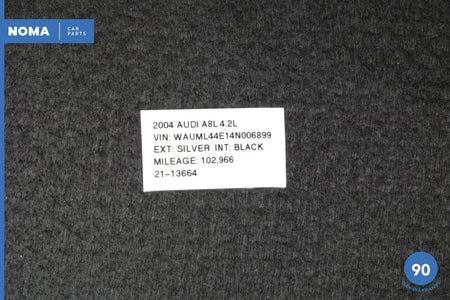 NOMA CAR PARTS
2004 AUDI A8L 4.2L
VIN: WAUML44E14N006899
EXT: SILVER INT: BLACK
MILEAGE: 102,966
21-13664
90